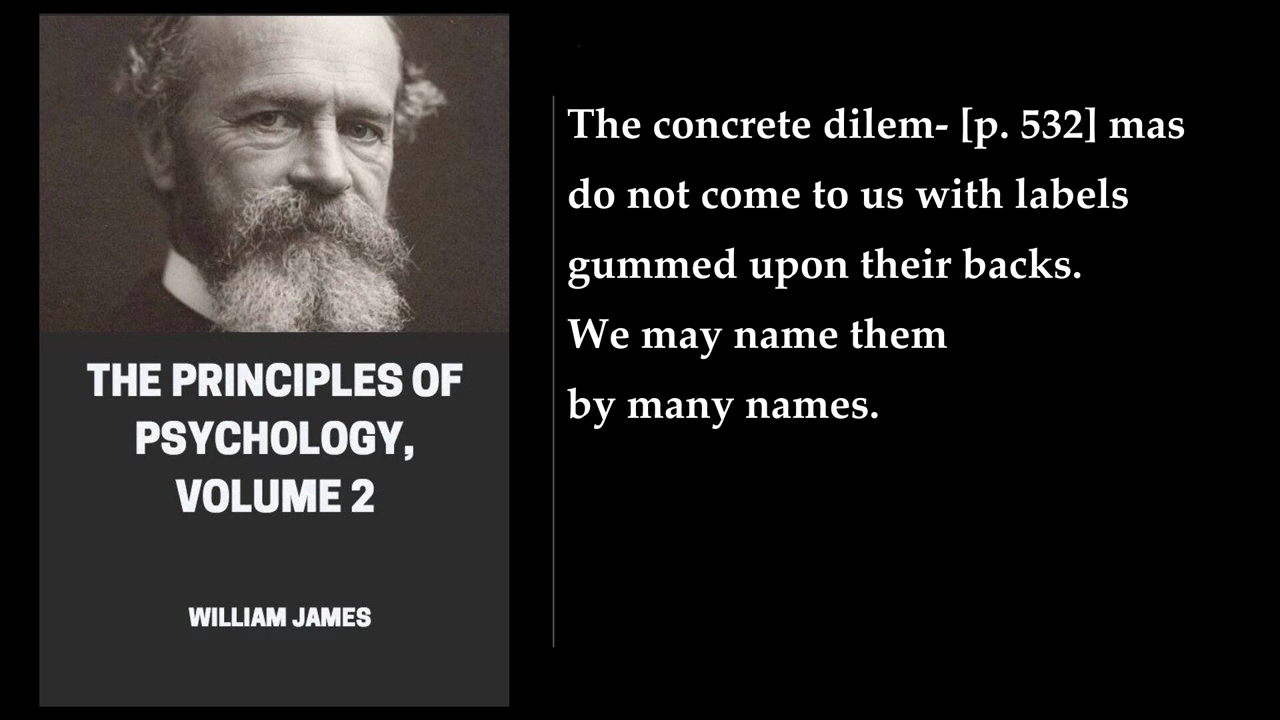 THE PRINCIPLES OF
PSYCHOLOGY,
VOLUME 2
WILLIAM JAMES
The concrete dilem- [p. 532] mas
do not come to us with labels
gummed upon their backs.
We may name them
by many names.